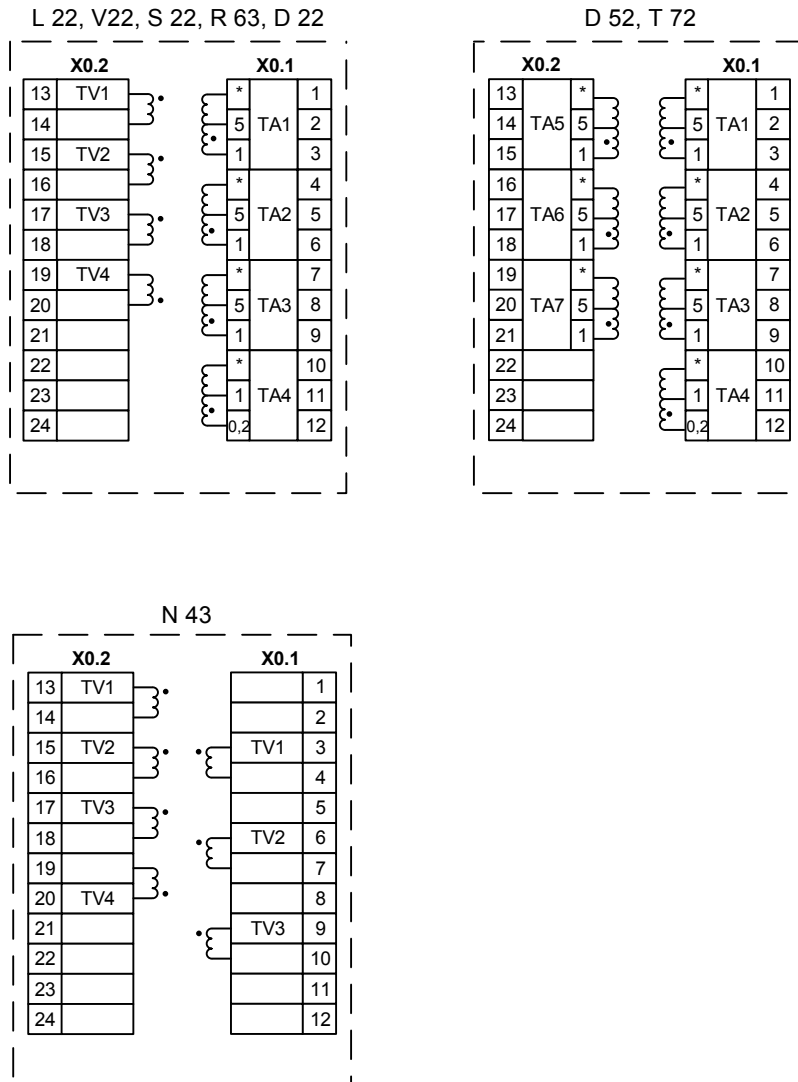 L 22, V22, S 22, R 63, D 22
X0.2 X0.1
13 TV1 * 1
14 5 TA1 2
15 TV2 1 3
16 * 4
17 TV3 5 TA2 5
18 1 6
19 TV4 * 7
20 5 TA3 8
21 1 9
22 * 10
23 1 TA4 11
24 0,2 12
D 52, T 72
X0.2 X0.1
13 * * 1
14 TA5 5 5 TA1 2
15 1 1 3
16 * * 4
17 TA6 5 5 TA2 5
18 1 1 6
19 * * 7
20 TA7 5 5 TA3 8
21 1 1 9
22 * 10
23 1 TA4 11
24 0,2 12
N 43
X0.2 X0.1
13 TV1 1
14 2
15 TV2 TV1 3
16 4
17 TV3 5
18 TV2 6
19 7
20 TV4 8
21 TV3 9
22 10
23 11
24 12